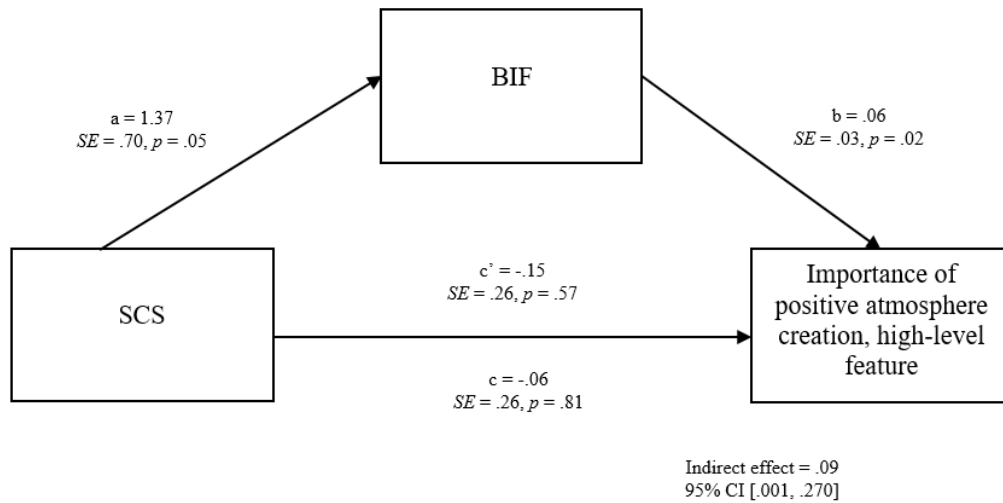 BIF
a = 1.37
SE = .70, p = .05
b = .06
SE = .03, p = .02
SCS
c’ = -.15
SE = .26, p = .57
c = -.06
SE = .26, p = .81
Importance of
positive atmosphere
creation, high-level
feature
Indirect effect = .09
95% CI [.001, .270]